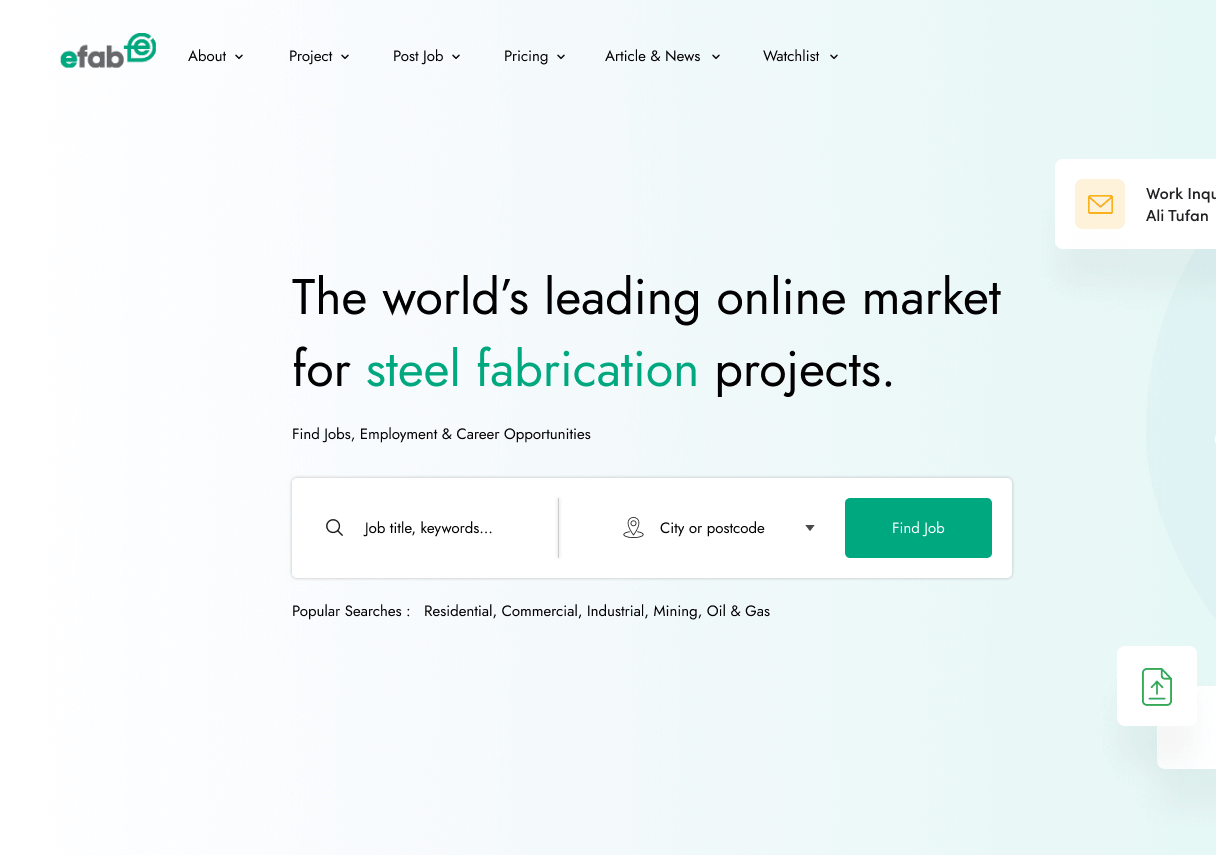 efab
About
Project
Post Job
Pricing
Article & News
Watchlist
Work Inqu
Ali Tufan
The world’s leading online market
for steel fabrication projects.
Find Jobs, Employment & Career Opportunities
Job title, keywords...
City or postcode
Find Job
Popular Searches : Residential, Commercial, Industrial, Mining, Oil & Gas